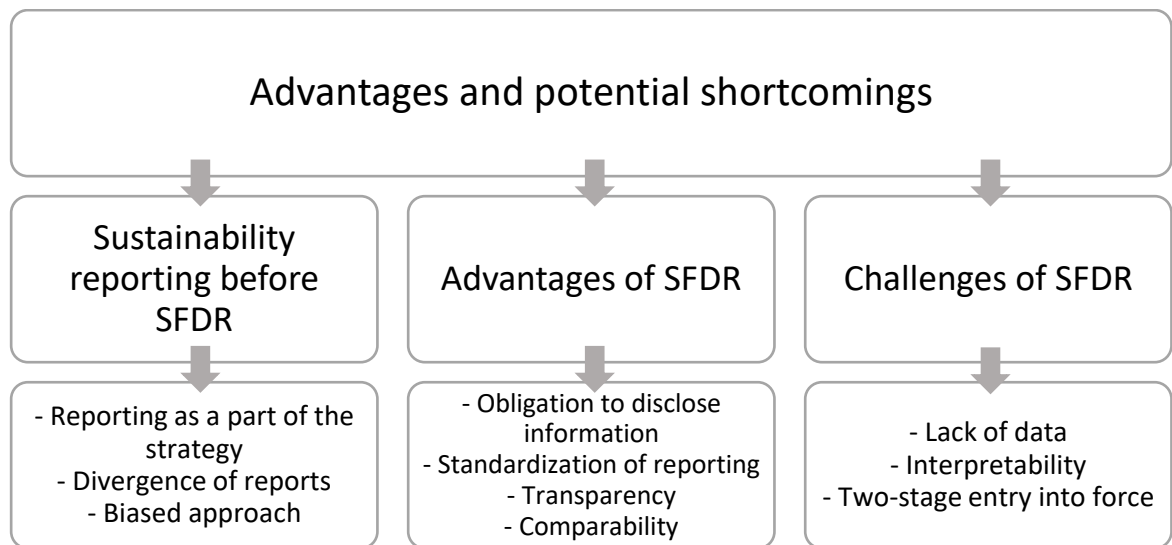 Advantages and potential shortcomings
Sustainability
reporting before
SFDR
Advantages of SFDR
Challenges of SFDR
- Reporting as a part of the
strategy
- Divergence of reports
- Biased approach
- Obligation to disclose
information
- Standardization of reporting
- Transparency
- Comparability
- Lack of data
- Interpretability
- Two-stage entry into force